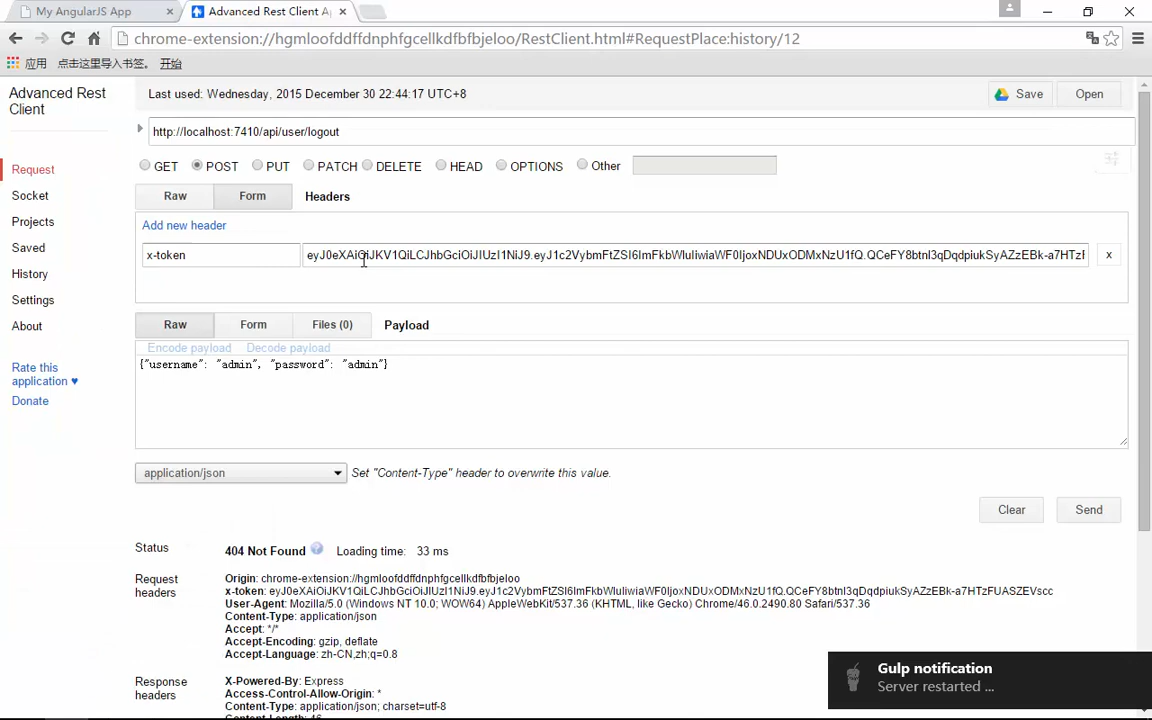 My AngularJS App
Advanced Rest Client A
chrome-extension://hgmloofddffdnphfgcellkdfbfbjeloo/RestClient.html#RequestPlace:history/12
应用 点击这里导入书签。 开始
Advanced Rest
Client
Last used: Wednesday, 2015 December 30 22:44:17 UTC+8
Save
Open
http://localhost:7410/api/user/logout
Request
GET POST PUT PATCH DELETE HEAD OPTIONS Other
Socket
Raw Form Headers
Projects
Add new header
Saved
x-token
x
History
Settings
About
Raw Form Files (0) Payload
Encode payload Decode payload
{"username": "admin", "password": "admin"}
Rate this
application ♥
Donate
application/json
Set "Content-Type" header to overwrite this value.
Clear
Send
Status
404 Not Found Loading time: 33 ms
Request
headers
Origin: chrome-extension://hgmloofddffdnphfgcellkdfbfbjeloo
x-token:
User-Agent: Mozilla/5.0 (Windows NT 10.0; WOW64) AppleWebKit/537.36 (KHTML, like Gecko) Chrome/46.0.2490.80 Safari/537.36
Content-Type: application/json
Accept: */*
Accept-Encoding: gzip, deflate
Accept-Language: zh-CN,zh;q=0.8
Response
headers
X-Powered-By: Express
Access-Control-Allow-Origin: *
Content-Type: application/json; charset=utf-8
Gulp notification
Server restarted ...